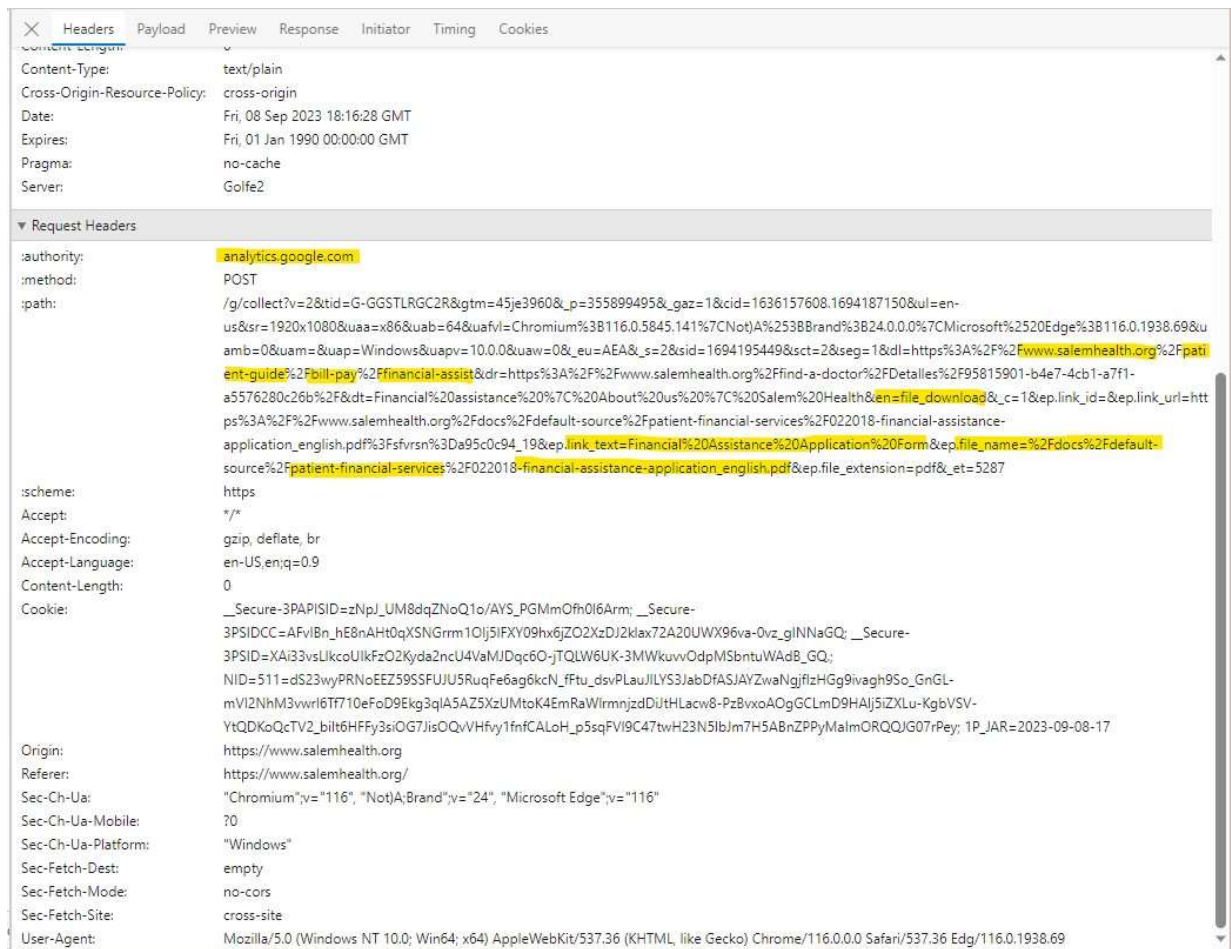 Headers Payload Preview Response Initiator Timing Cookies
Content-Length: 0
Content-Type: text/plain
Cross-Origin-Resource-Policy: cross-origin
Date: Fri, 08 Sep 2023 18:16:28 GMT
Expires: Fri, 01 Jan 1990 00:00:00 GMT
Pragma: no-cache
Server: Golfe2
▼ Request Headers
:authority: analytics.google.com
:method: POST
:path: /g/collect?v=2&tid=G-GGSTLRGC2R&gtm=45je3960&_p=355899495&_gaz=1&cid=1636157608.1694187150&ul=en-
us&sr=1920x1080&uaa=x86&uab=64&uafvl=Chromium%3B116.0.5845.141%7CNot)A%253BBrand%3B24.0.0.0%7CMicrosoft%2520Edge%3B116.0.1938.69&u
amb=0&uam=&uap=Windows&uapv=10.0.0&uaw=0&_eu=AEA&_s=2&sid=1694195449&sct=2&seg=1&dl=https%3A%2F%2Fwww.salemhealth.org%2Fpati
ent-guide%2Fbill-pay%2Ffinancial-assist&dr=https%3A%2F%2Fwww.salemhealth.org%2Ffind-a-doctor%2FDetalles%2F95815901-b4e7-4cb1-a7f1-
a5576280c26b%2F&dt=Financial%20assistance%20%7C%20About%20us%20%7C%20Salem%20Health&en=file_download&_c=1&ep.link_id=&ep.link_url=htt
ps%3A%2F%2Fwww.salemhealth.org%2Fdocs%2Fdefault-source%2Fpatient-financial-services%2F022018-financial-assistance-
application_english.pdf%3Fsfvrsn%3Da95c0c94_19&ep.link_text=Financial%20Assistance%20Application%20Form&ep.file_name=%2Fdocs%2Fdefault-
source%2Fpatient-financial-services%2F022018-financial-assistance-application_english.pdf&ep.file_extension=pdf&_et=5287
:scheme: https
Accept: */*
Accept-Encoding: gzip, deflate, br
Accept-Language: en-US,en;q=0.9
Content-Length: 0
Cookie: __Secure-3PAPISID=zNpJ_UM8dqZNoQ1o/AYS_PGMmOfh0I6Arm; __Secure-
1P_JAR=2023-09-08-17
Origin: https://www.salemhealth.org
Referer: https://www.salemhealth.org/
Sec-Ch-Ua: "Chromium";v="116", "Not)A;Brand";v="24", "Microsoft Edge";v="116"
Sec-Ch-Ua-Mobile: ?0
Sec-Ch-Ua-Platform: "Windows"
Sec-Fetch-Dest: empty
Sec-Fetch-Mode: no-cors
Sec-Fetch-Site: cross-site
User-Agent: Mozilla/5.0 (Windows NT 10.0; Win64; x64) AppleWebKit/537.36 (KHTML, like Gecko) Chrome/116.0.0.0 Safari/537.36 Edg/116.0.1938.69